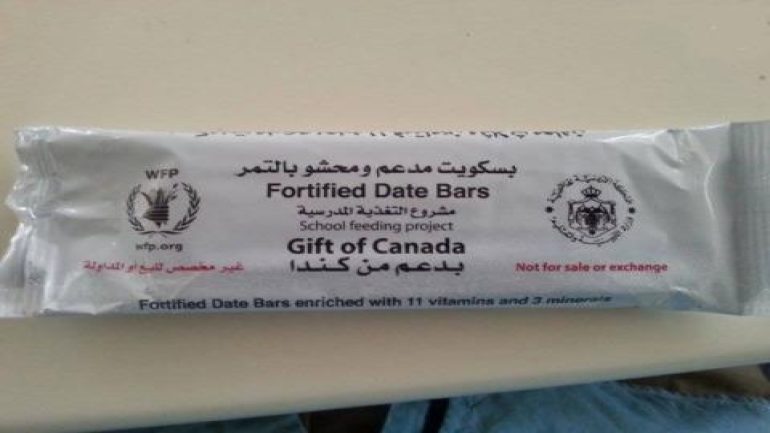 WFP
wfp.org
بسكويت مدعم ومحشو بالتمر
Fortified Date Bars
مشروع التغذية المدرسية
School feeding project
Gift of Canada
بدعم من كندا
غير مخصص للبيع أو المداولة
Not for sale or exchange
Fortified Date Bars enriched with 11 vitamins and 3 minerals